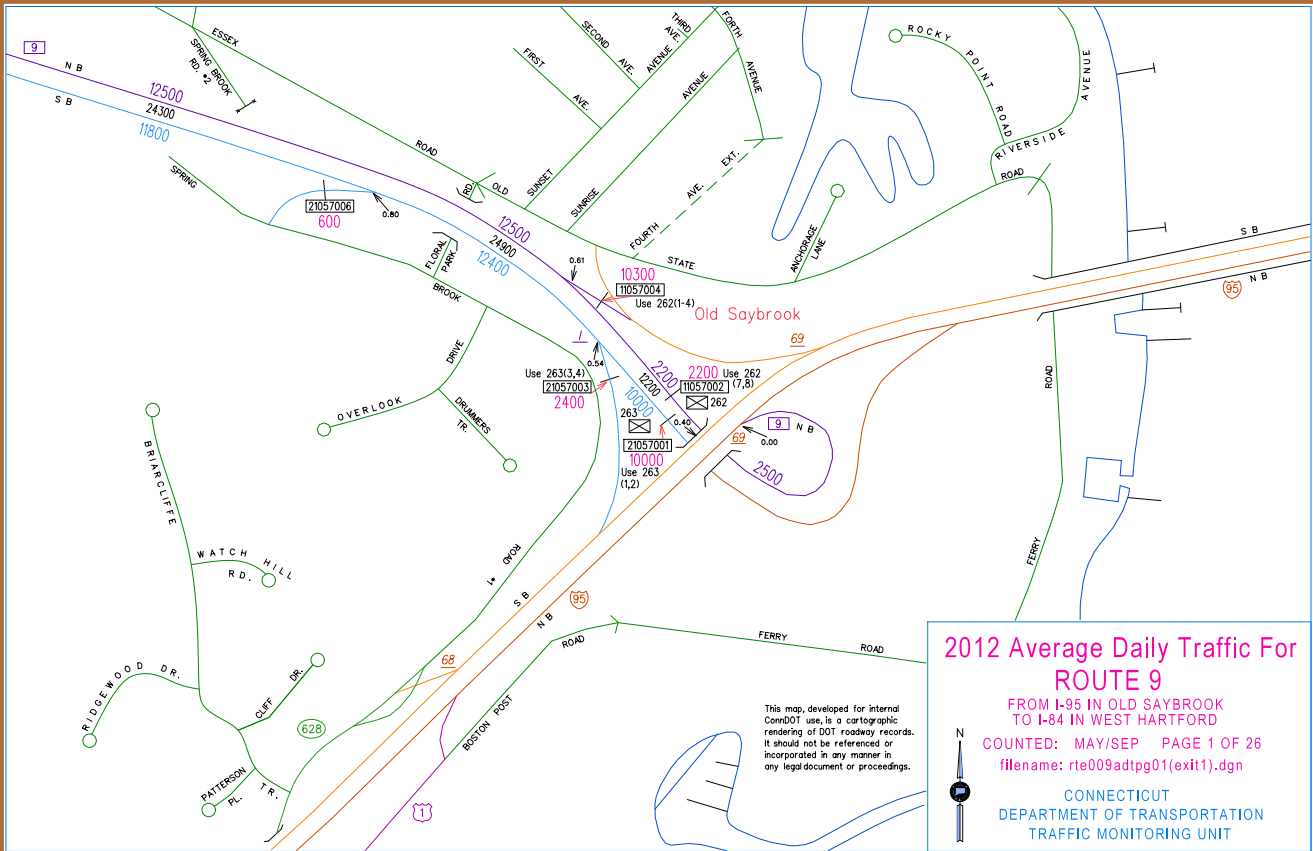 9
N B
S B
12500
24300
11800
ESSEX
SPRING BROOK
RD. #2
ROAD
SPRING
21057006
600
0.80
RD.
OLD
FIRST
AVE.
SECOND
AVE.
THIRD
AVE.
AVENUE
SUNSET
AVENUE
SUNRISE
FORTH
AVENUE
FOURTH
AVE.
EXT.
STATE
ROAD
ANCHORAGE
LANE
ROCKY
POINT
ROAD
RIVERSIDE
AVENUE
12500
24900
12400
FLORAL
PARK
BROOK
0.61
10300
11057004
Use 262(1-4)
Old Saybrook
69
S B
N B
95
1
0.54
Use 263(3,4)
21057003
2400
2200
12200
10000
2200
Use 262
(7,8)
11057002
262
263
0.40
21057001
10000
Use 263
(1,2)
69
9
N B
0.00
2500
DRIVE
OVERLOOK
DRUMMERS
TR.
BRIARCLIFFE
WATCH HILL
RD.
RIDGEWOOD DR.
CLIFF
DR.
PATTERSON
PL.
TR.
628
68
ROAD
#1
S B
N B
95
BOSTON POST
ROAD
1
FERRY
ROAD
ROAD
FERRY
This map, developed for internal
ConnDOT use, is a cartographic
rendering of DOT roadway records.
It should not be referenced or
incorporated in any manner in
any legal document or proceedings.
N
2012 Average Daily Traffic For
ROUTE 9
FROM I-95 IN OLD SAYBROOK
TO I-84 IN WEST HARTFORD
COUNTED: MAY/SEP PAGE 1 OF 26
filename: rte009adtpg01(exit1).dgn
CONNECTICUT
DEPARTMENT OF TRANSPORTATION
TRAFFIC MONITORING UNIT